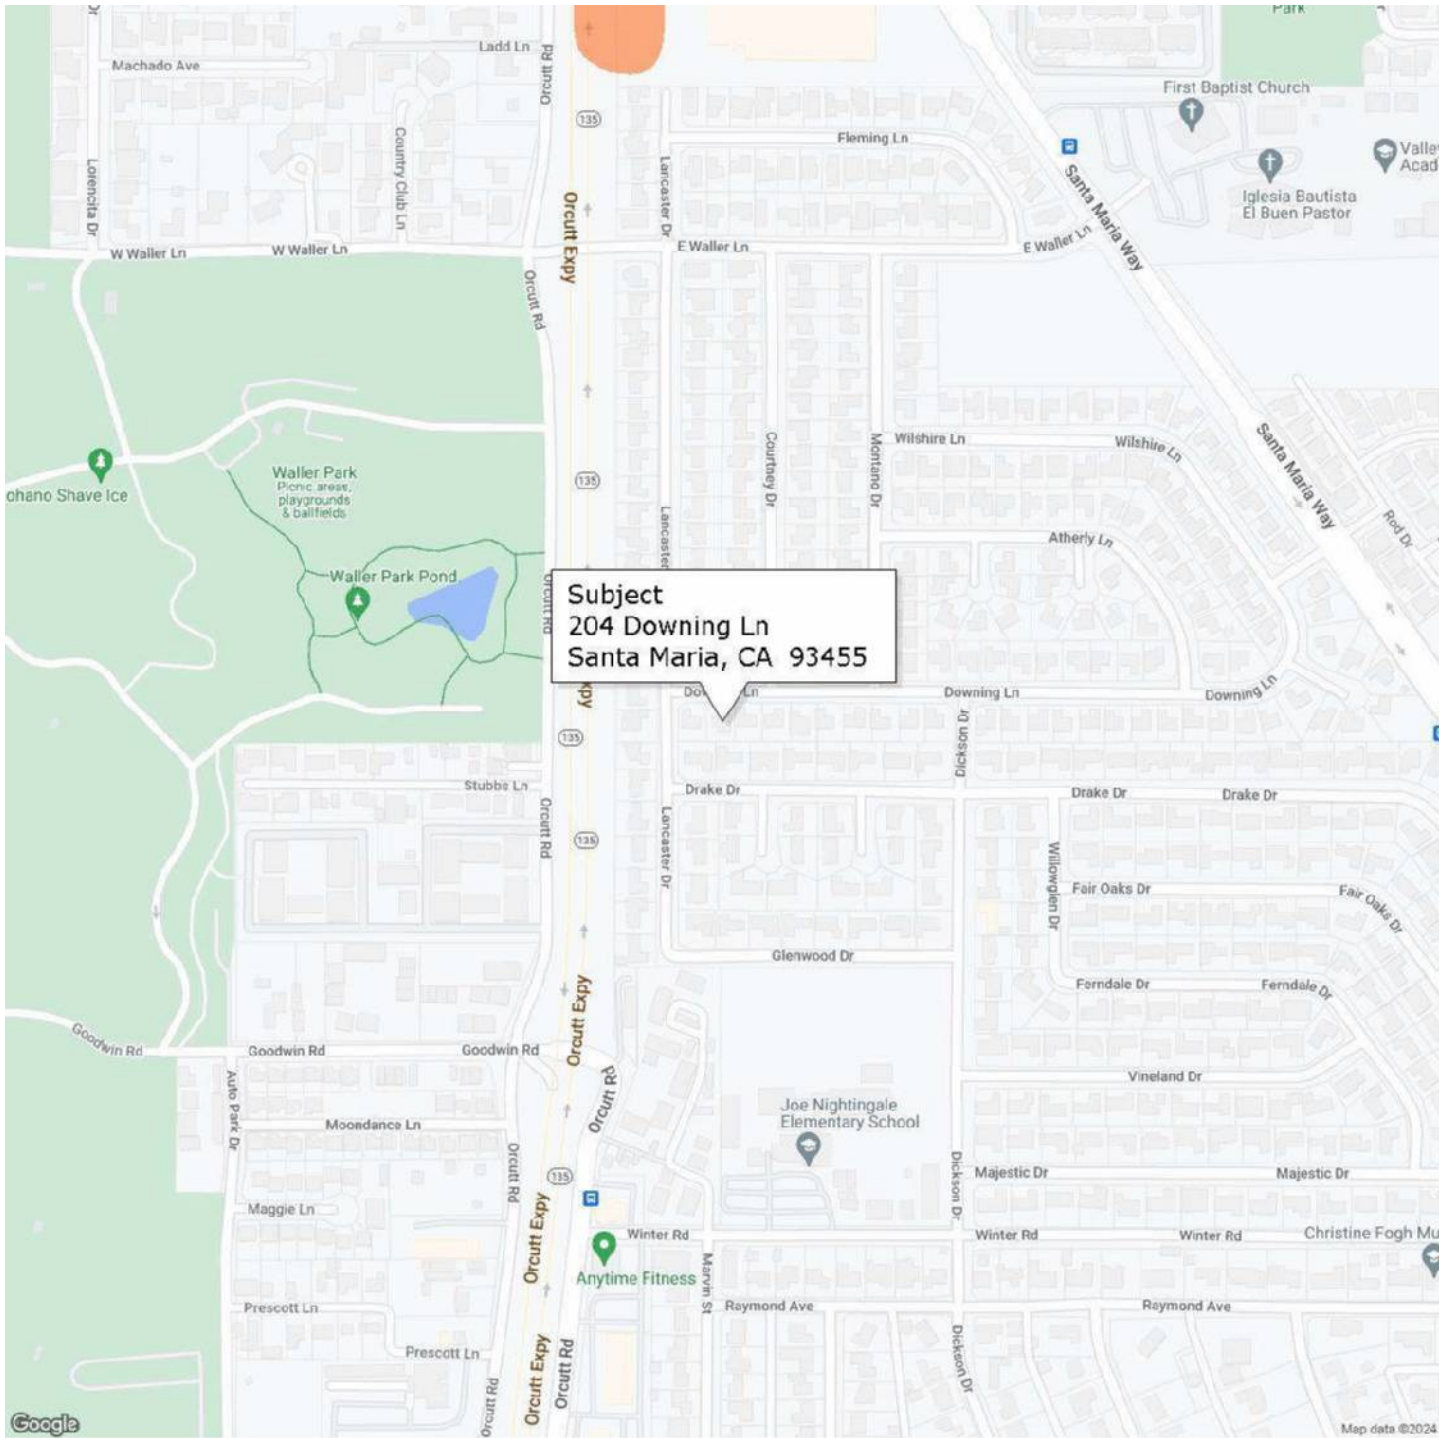 Dr
Ladd Ln
Machado Ave
Orcutt Rd
Park
First Baptist Church
135
Country Club Ln
Fleming Ln
Lorencita Dr
Lancaster Dr
Santa Maria Way
Iglesia Bautista
El Buen Pastor
Orcutt Expy
W Waller Ln
W Waller Ln
E Waller Ln
E Waller Ln
Orcutt Rd
135
Courtney Dr
Montano Dr
Wilshire Ln
Wilshire Ln
Santa Maria Way
Waller Park
Picnic areas,
playgrounds
& ballfields
ohano Shave Ice
Lancaster
Rod Dr
Atherly Ln
Waller Park Pond
Orcutt Rd
Subject
204 Downing Ln
Santa Maria, CA 93455
Downing Ln
Downing Ln
135
Dickson Dr
Stubbs Ln
Drake Dr
Drake Dr
Drake Dr
Orcutt Rd
135
Lancaster Dr
Willowglen Dr
Fair Oaks Dr
Fair Oaks Dr
Glenwood Dr
Ferndale Dr
Ferndale Dr
Orcutt Expy
Goodwin Rd
Goodwin Rd
Goodwin Rd
Orcutt Rd
Vineland Dr
Auto Park Dr
Joe Nightingale
Elementary School
Moondance Ln
Orcutt Rd
135
Dickson Dr
Majestic Dr
Majestic Dr
Maggie Ln
Orcutt Expy
Winter Rd
Winter Rd
Winter Rd
Christine Fogh Mu
Anytime Fitness
Marvin St
Raymond Ave
Raymond Ave
Prescott Ln
Prescott Ln
Orcutt Expy
Orcutt Rd
Dickson Dr
Orcutt Rd
Google
Map data ©2024